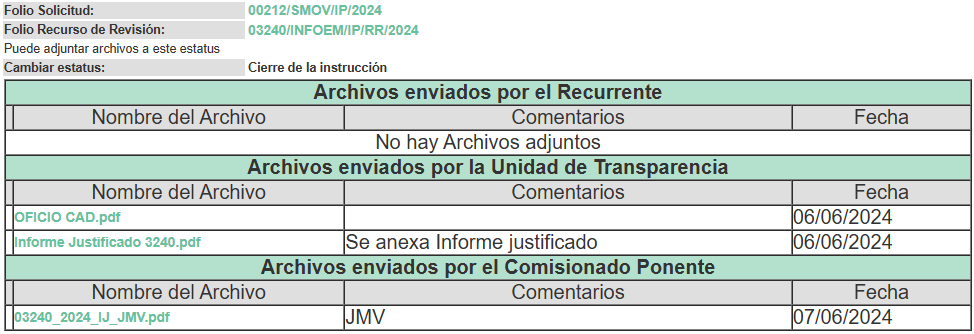 Folio Solicitud: 00212/SMOV/IP/2024
Folio Recurso de Revisión: 03240/INFOEM/IP/RR/2024
Puede adjuntar archivos a este estatus
Cambiar estatus: Cierre de la instrucción
Archivos enviados por el Recurrente
Nombre del Archivo Comentarios Fecha
No hay Archivos adjuntos
Archivos enviados por la Unidad de Transparencia
Nombre del Archivo Comentarios Fecha
OFICIO CAD.pdf 06/06/2024
Informe Justificado 3240.pdf Se anexa Informe justificado 06/06/2024
Archivos enviados por el Comisionado Ponente
Nombre del Archivo Comentarios Fecha
03240_2024_IJ_JMV.pdf JMV 07/06/2024